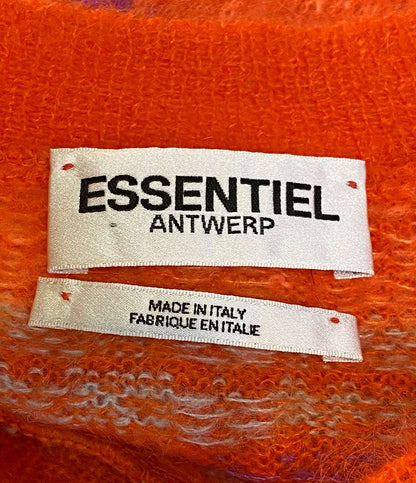 ESSENTIEL
ANTWERP
MADE IN ITALY
FABRIQUE EN ITALIE